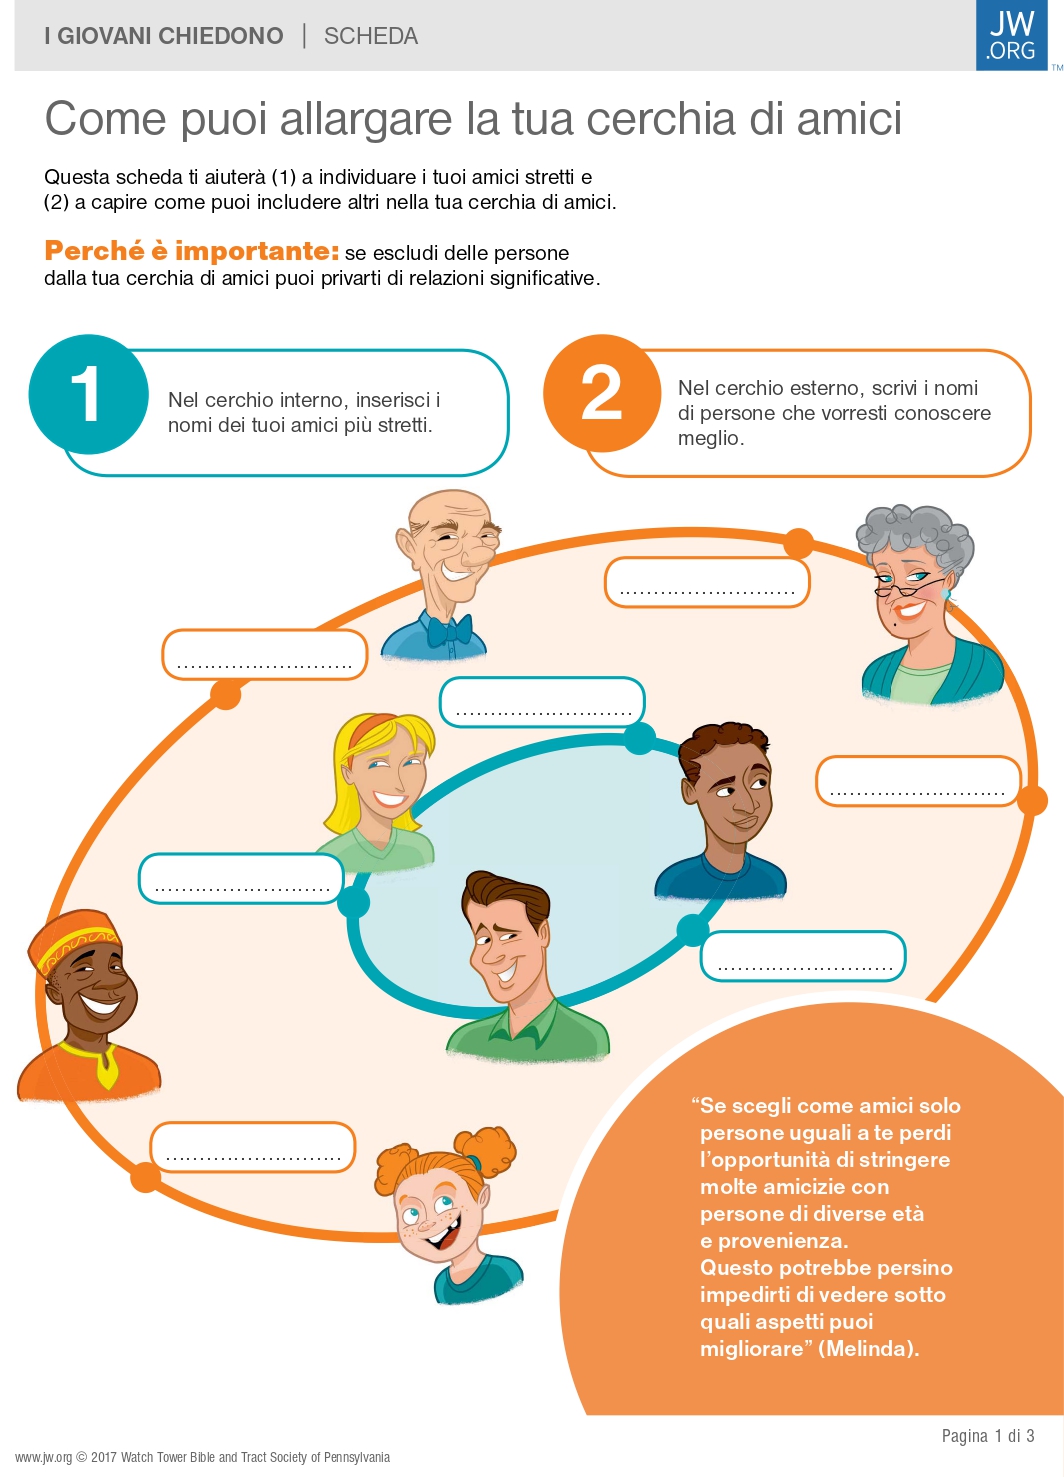 I GIOVANI CHIEDONO | SCHEDA
JW
.ORG
TM
Come puoi allargare la tua cerchia di amici
Questa scheda ti aiuterà (1) a individuare i tuoi amici stretti e
(2) a capire come puoi includere altri nella tua cerchia di amici.
Perché è importante: se escludi delle persone
dalla tua cerchia di amici puoi privarti di relazioni significative.
1
Nel cerchio interno, inserisci i
nomi dei tuoi amici più stretti.
2
Nel cerchio esterno, scrivi i nomi
di persone che vorresti conoscere
meglio.
“Se scegli come amici solo
persone uguali a te perdi
l’opportunità di stringere
molte amicizie con
persone di diverse età
e provenienza.
Questo potrebbe persino
impedirti di vedere sotto
quali aspetti puoi
migliorare” (Melinda).
Pagina 1 di 3
www.jw.org © 2017 Watch Tower Bible and Tract Society of Pennsylvania